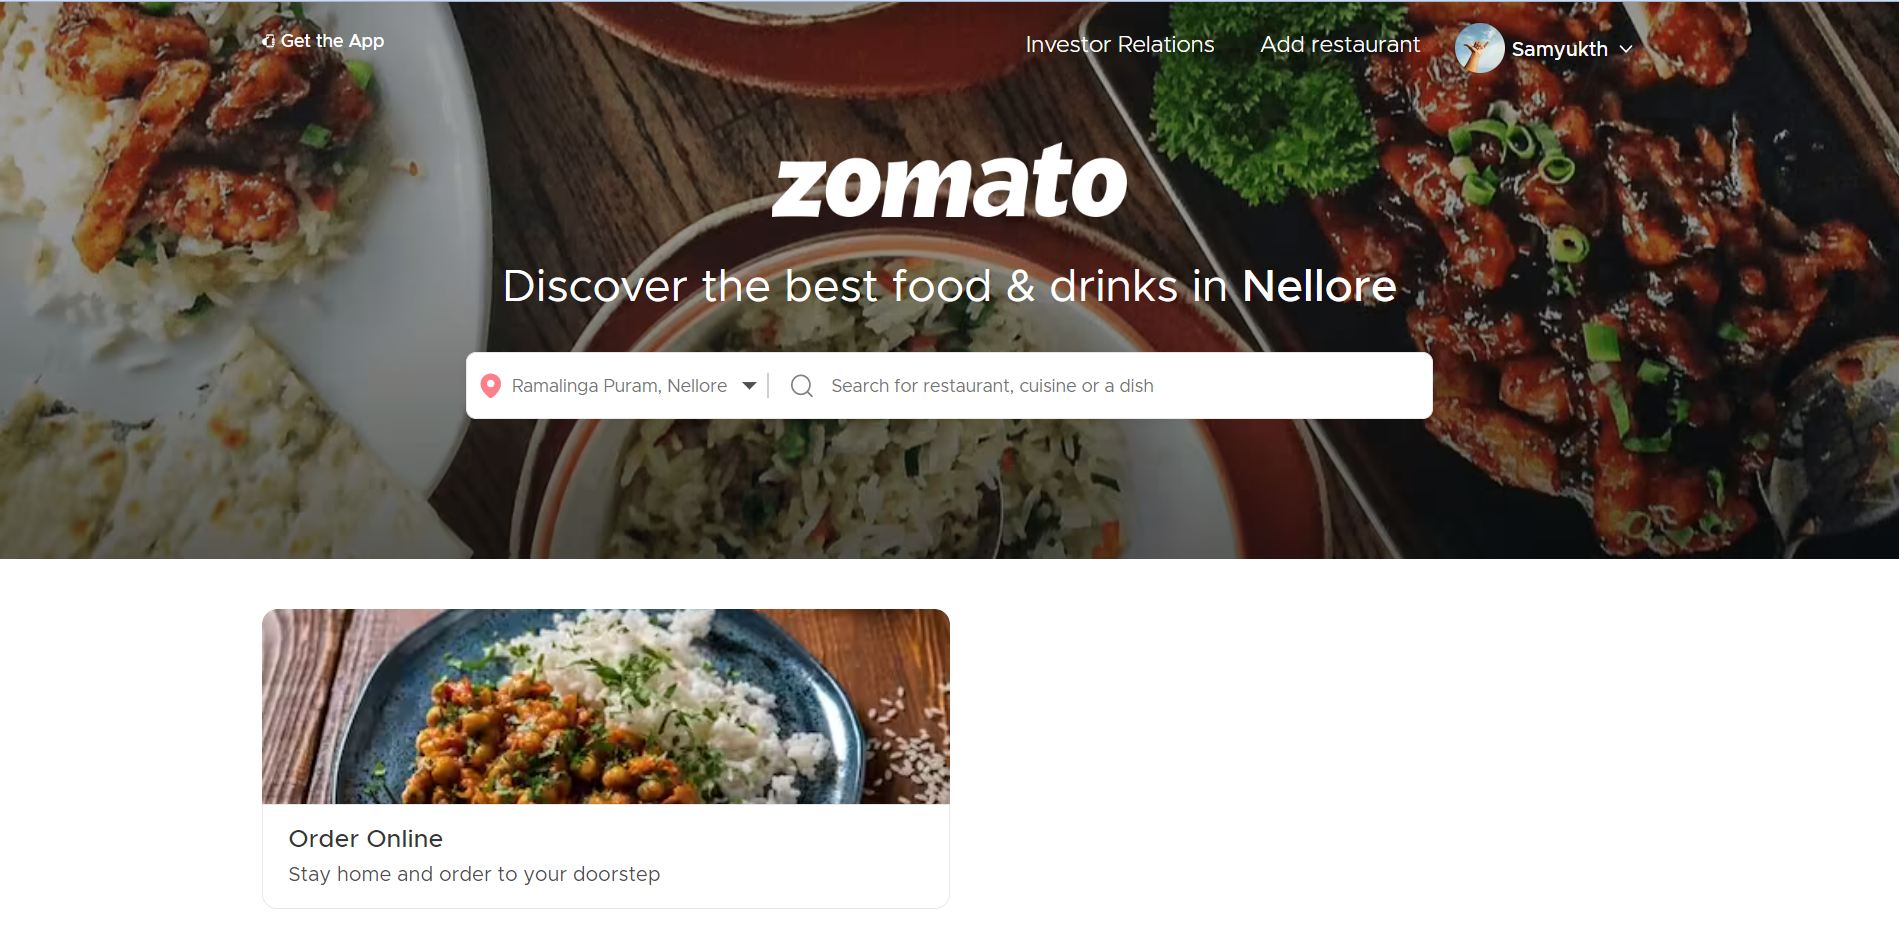 Get the App
Investor Relations
Add restaurant
Samyukth
zomato
Discover the best food & drinks in Nellore
Ramalinga Puram, Nellore
Search for restaurant, cuisine or a dish
Order Online
Stay home and order to your doorstep